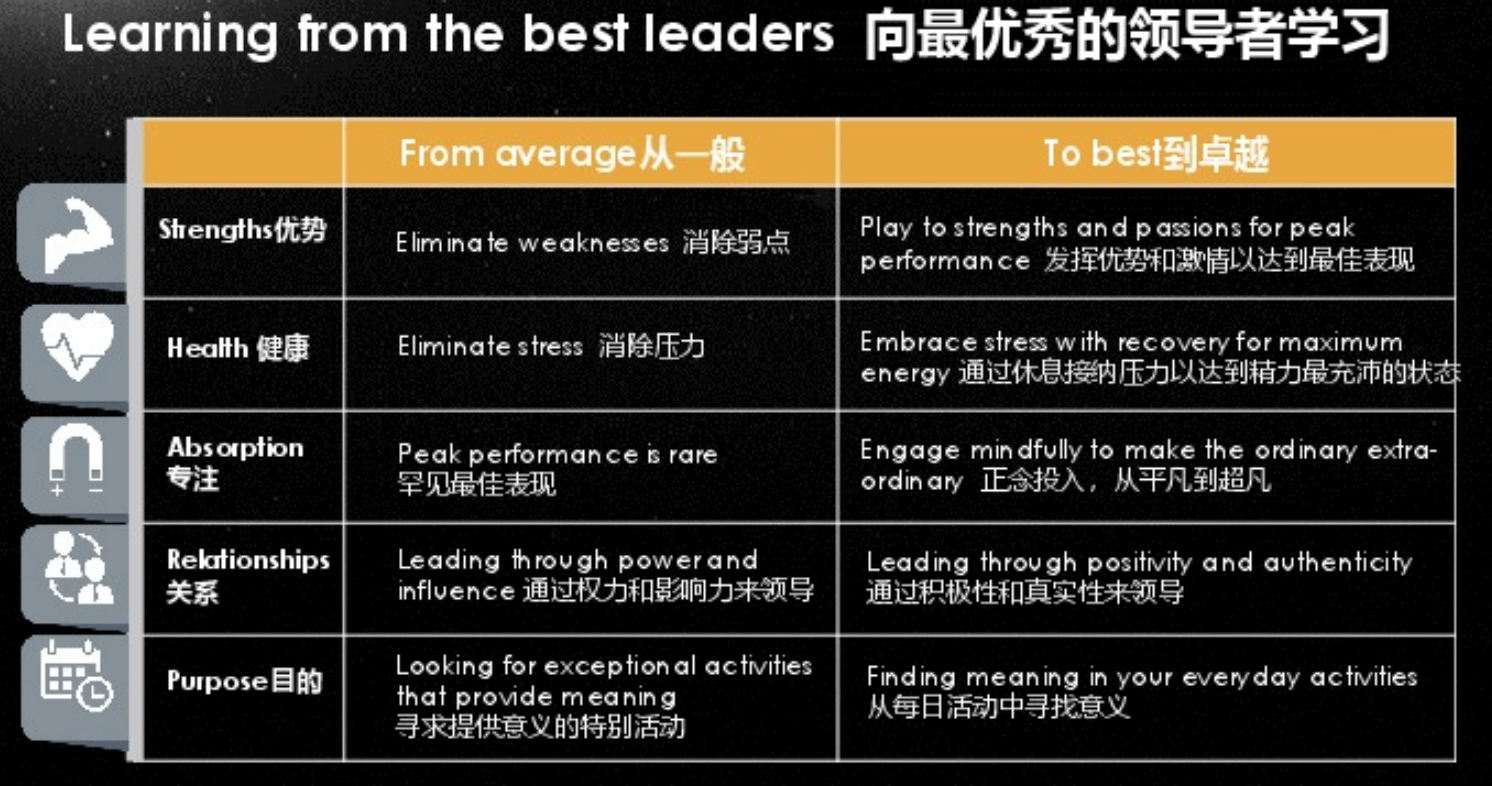 Learning from the best leaders 向最优秀的领导者学习
From average从一般
To best到卓越
Strengths优势
Eliminate weaknesses 消除弱点
Play to strengths and passions for peak
performance 发挥优势和激情以达到最佳表现
Health 健康
Eliminate stress 消除压力
Embrace stress with recovery for maximum
energy 通过休息接纳压力以达到精力最充沛的状态
Absorption
专注
Peak performance is rare
罕见最佳表现
Engage mindfully to make the ordinary extra-
ordinary 正念投入，从平凡到超凡
Relationships
关系
Leading through power and
influence 通过权力和影响力来领导
Leading through positivity and authenticity
通过积极性和真实性来领导
Purpose目的
Looking for exceptional activities
that provide meaning
寻求提供意义的特别活动
Finding meaning in your everyday activities
从每日活动中寻找意义